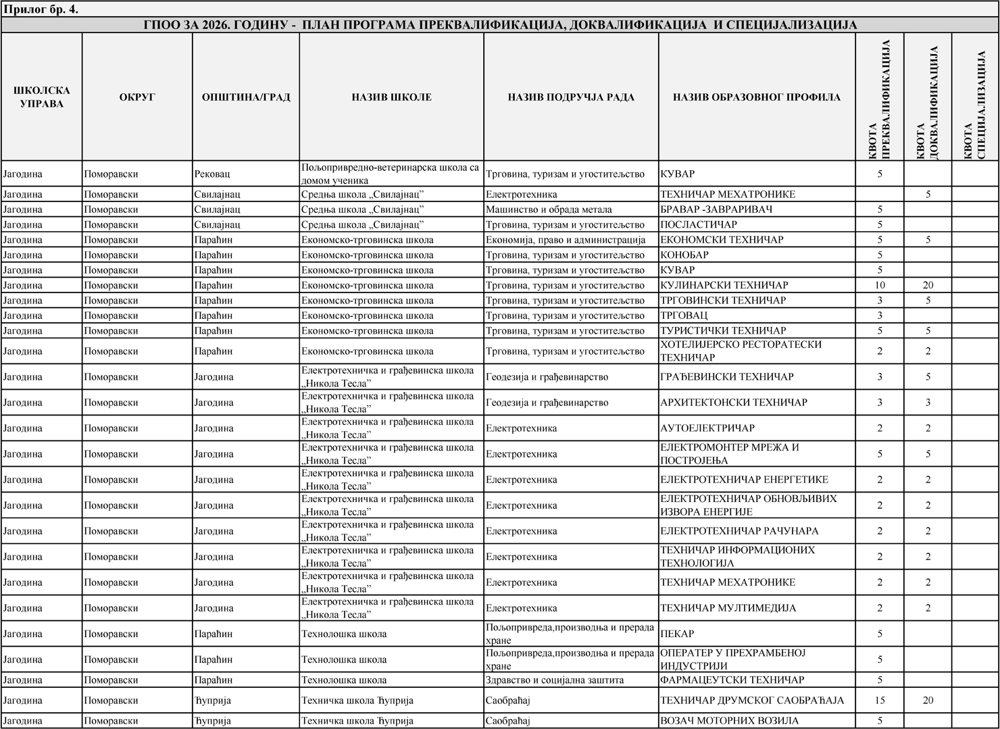 Прилог бр. 4.
ГПОО ЗА 2026. ГОДИНУ - ПЛАН ПРОГРАМА ПРЕКВАЛИФИКАЦИЈА, ДОКВАЛИФИКАЦИЈА И СПЕЦИЈАЛИЗАЦИЈА
ШКОЛСКА УПРАВА ОКРУГ ОПШТИНА/ГРАД НАЗИВ ШКОЛЕ НАЗИВ ПОДРУЧЈА РАДА НАЗИВ ОБРАЗОВНОГ ПРОФИЛА КВОТА ПРЕКВАЛИФИКАЦИЈА КВОТА ДОКВАЛИФИКАЦИЈА КВОТА СПЕЦИЈАЛИЗАЦИЈА
Јагодина Поморавски Рековац Пољопривредно-ветеринарска школа са домом ученика Трговина, туризам и угоститељство КУВАР 5
Јагодина Поморавски Свилајнац Средња школа „Свилајнац” Електротехника ТЕХНИЧАР МЕХАТРОНИКЕ 5
Јагодина Поморавски Свилајнац Средња школа „Свилајнац” Машинство и обрада метала БРАВАР -ЗАВРАРИВАЧ 5
Јагодина Поморавски Свилајнац Средња школа „Свилајнац” Трговина, туризам и угоститељство ПОСЛАСТИЧАР 5
Јагодина Поморавски Параћин Економско-трговинска школа Економија, право и администрација ЕКОНОМСКИ ТЕХНИЧАР 5 5
Јагодина Поморавски Параћин Економско-трговинска школа Трговина, туризам и угоститељство КОНОБАР 5
Јагодина Поморавски Параћин Економско-трговинска школа Трговина, туризам и угоститељство КУВАР 5
Јагодина Поморавски Параћин Економско-трговинска школа Трговина, туризам и угоститељство КУЛИНАРСКИ ТЕХНИЧАР 10 20
Јагодина Поморавски Параћин Економско-трговинска школа Трговина, туризам и угоститељство ТРГОВИНСКИ ТЕХНИЧАР 3 5
Јагодина Поморавски Параћин Економско-трговинска школа Трговина, туризам и угоститељство ТРГОВАЦ 3
Јагодина Поморавски Параћин Економско-трговинска школа Трговина, туризам и угоститељство ТУРИСТИЧКИ ТЕХНИЧАР 5 5
Јагодина Поморавски Параћин Економско-трговинска школа Трговина, туризам и угоститељство ХОТЕЛИЈЕРСКО РЕСТОРАТЕСКИ ТЕХНИЧАР 2 2
Јагодина Поморавски Јагодина Електротехничка и грађевинска школа „Никола Тесла” Геодезија и грађевинарство ГРАЂЕВИНСКИ ТЕХНИЧАР 3 5
Јагодина Поморавски Јагодина Електротехничка и грађевинска школа „Никола Тесла” Геодезија и грађевинарство АРХИТЕКТОНСКИ ТЕХНИЧАР 3 3
Јагодина Поморавски Јагодина Електротехничка и грађевинска школа „Никола Тесла” Електротехника АУТОЕЛЕКТРИЧАР 2 2
Јагодина Поморавски Јагодина Електротехничка и грађевинска школа „Никола Тесла” Електротехника ЕЛЕКТРОМОНТЕР МРЕЖА И ПОСТРОЈЕЊА 5 5
Јагодина Поморавски Јагодина Електротехничка и грађевинска школа „Никола Тесла” Електротехника ЕЛЕКТРОТЕХНИЧАР ЕНЕРГЕТИКЕ 2 2
Јагодина Поморавски Јагодина Електротехничка и грађевинска школа „Никола Тесла” Електротехника ЕЛЕКТРОТЕХНИЧАР ОБНОВЉИВИХ ИЗВОРА ЕНЕРГИЈЕ 2 2
Јагодина Поморавски Јагодина Електротехничка и грађевинска школа „Никола Тесла” Електротехника ЕЛЕКТРОТЕХНИЧАР РАЧУНАРА 2 2
Јагодина Поморавски Јагодина Електротехничка и грађевинска школа „Никола Тесла” Електротехника ТЕХНИЧАР ИНФОРМАЦИОНИХ ТЕХНОЛОГИЈА 2 2
Јагодина Поморавски Јагодина Електротехничка и грађевинска школа „Никола Тесла” Електротехника ТЕХНИЧАР МЕХАТРОНИКЕ 2 2
Јагодина Поморавски Јагодина Електротехничка и грађевинска школа „Никола Тесла” Електротехника ТЕХНИЧАР МУЛТИМЕДИЈА 2 2
Јагодина Поморавски Параћин Технолошка школа Пољопривреда,производња и прерада хране ПЕКАР 5
Јагодина Поморавски Параћин Технолошка школа Пољопривреда,производња и прерада хране ОПЕРАТЕР У ПРЕХРАМБЕНОЈ ИНДУСТРИЈИ 5
Јагодина Поморавски Параћин Технолошка школа Здравство и социјална заштита ФАРМАЦЕУТСКИ ТЕХНИЧАР 5
Јагодина Поморавски Ћуприја Техничка школа Ћуприја Саобраћај ТЕХНИЧАР ДРУМСКОГ САОБРАЋАЈА 15 20
Јагодина Поморавски Ћуприја Техничка школа Ћуприја Саобраћај ВОЗАЧ МОТОРНИХ ВОЗИЛА 5